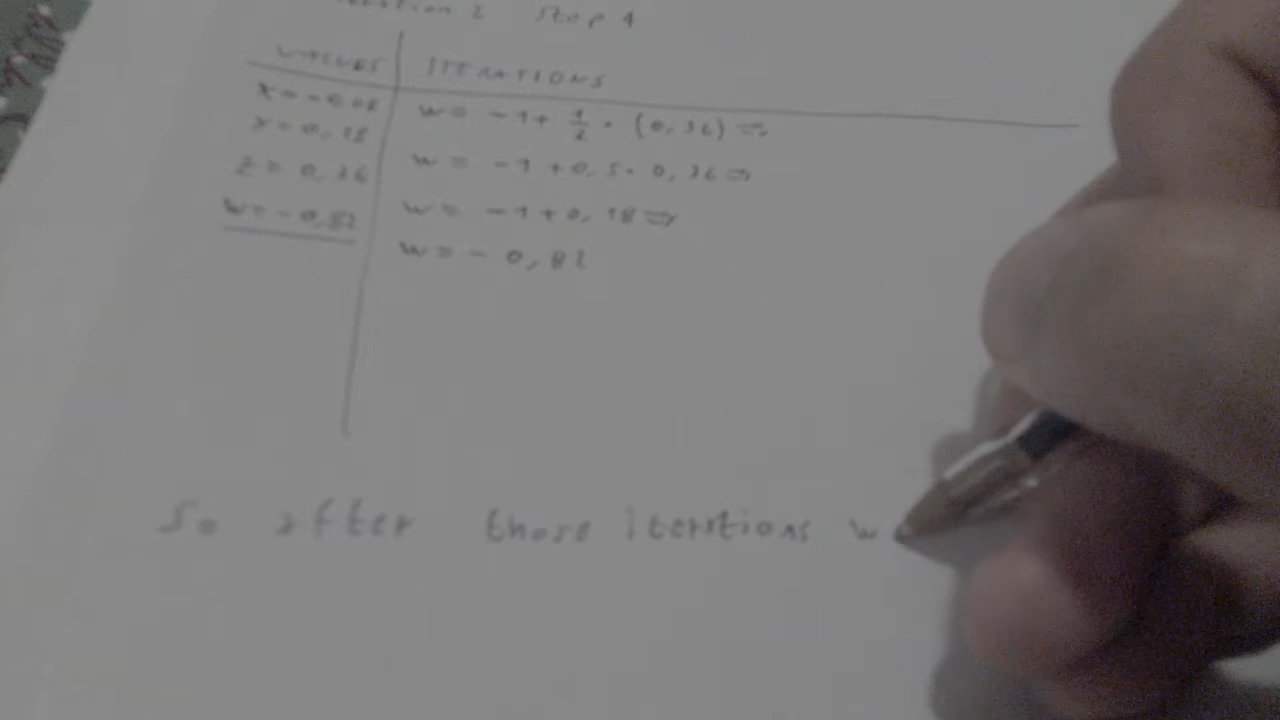 2 Step 4
VALUES ITERATIONS
X = -0,08 W = -1 + 1/2 · (0,36) =>
Y = 0,18 W = -1 + 0,5 · 0,36 =>
Z = 0,36 W = -1 + 0,18 =>
W = -0,82 W = -0,82
So after those iterations